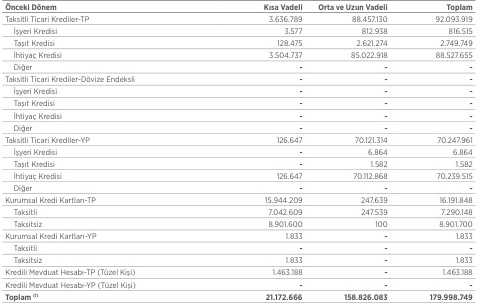 Önceki Dönem Kısa Vadeli Orta ve Uzun Vadeli Toplam
Taksitli Ticari Krediler-TP 3.636.789 88.457.130 92.093.919
İşyeri Kredisi 3.577 812.938 816.515
Taşıt Kredisi 128.475 2.621.274 2.749.749
İhtiyaç Kredisi 3.504.737 85.022.918 88.527.655
Diğer - - -
Taksitli Ticari Krediler-Dövize Endeksli - - -
İşyeri Kredisi - - -
Taşıt Kredisi - - -
İhtiyaç Kredisi - - -
Diğer - - -
Taksitli Ticari Krediler-YP 126.647 70.121.314 70.247.961
İşyeri Kredisi - 6.864 6.864
Taşıt Kredisi - 1.582 1.582
İhtiyaç Kredisi 126.647 70.112.868 70.239.515
Diğer - - -
Kurumsal Kredi Kartları-TP 15.944.209 247.639 16.191.848
Taksitli 7.042.609 247.539 7.290.148
Taksitsiz 8.901.600 100 8.901.700
Kurumsal Kredi Kartları-YP 1.833 - 1.833
Taksitli - - -
Taksitsiz 1.833 - 1.833
Kredili Mevduat Hesabı-TP (Tüzel Kişi) 1.463.188 - 1.463.188
Kredili Mevduat Hesabı-YP (Tüzel Kişi) - - -
Toplam (1) 21.172.666 158.826.083 179.998.749